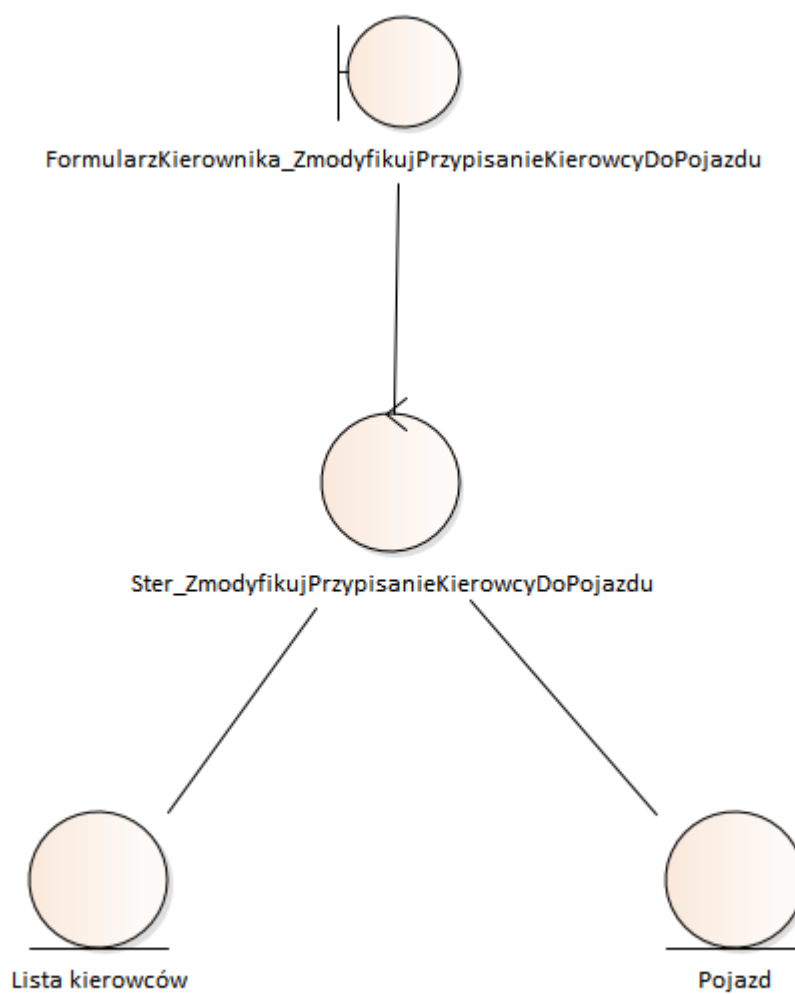 FormularzKierownika_ZmodyfikujPrzypisanieKierowcyDoPojazdu
Ster_ZmodyfikujPrzypisanieKierowcyDoPojazdu
Lista kierowców
Pojazd